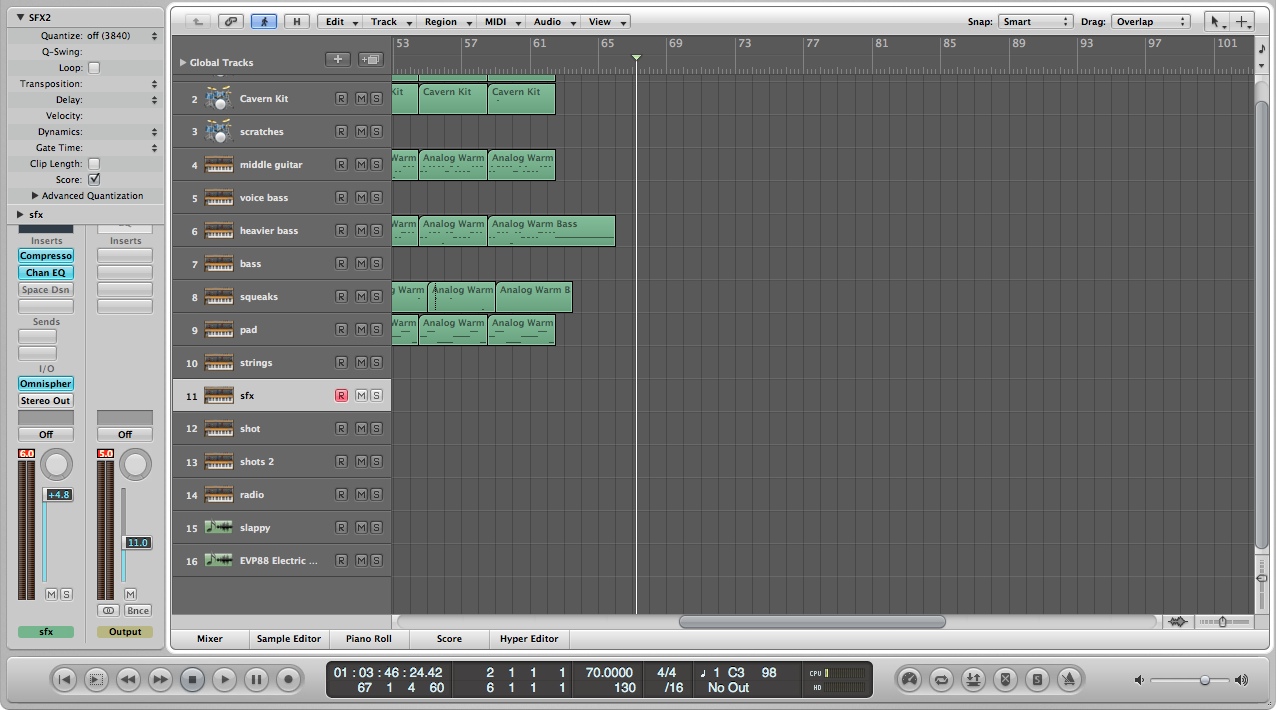 SFX2
Quantize: off (3840)
Q-Swing:
Loop:
Transposition:
Delay:
Velocity:
Dynamics:
Gate Time:
Clip Length:
Score:
Advanced Quantization
sfx
Inserts Inserts
Compresso
Chan EQ
Space Dsn
Sends
I/O
Omnispher
Stereo Out
Off Off
6.0 5.0
+4.8
11.0
M S M
Bnce
sfx Output
H Edit Track Region MIDI Audio View Snap: Smart Drag: Overlap
53 57 61 65 69 73 77 81 85 89 93 97 101
Global Tracks
2 Cavern Kit R M S Kit Cavern Kit Cavern Kit
3 scratches R M S
4 middle guitar R M S Warm Analog Warm Analog Warm
5 voice bass R M S
6 heavier bass R M S Warm Analog Warm Analog Warm Bass
7 bass R M S
8 squeaks R M S g Warm Analog Warm Analog Warm B
9 pad R M S Warm Analog Warm Analog Warm
10 strings R M S
11 sfx R M S
12 shot R M S
13 shots 2 R M S
14 radio R M S
15 slappy R M S
16 EVP88 Electric ... R M S
Mixer Sample Editor Piano Roll Score Hyper Editor
01 : 03 : 46 : 24.42 2 1 1 1 70.0000 4/4 1 C3 98 CPU
67 1 4 60 6 1 1 1 130 /16 No Out HD
S